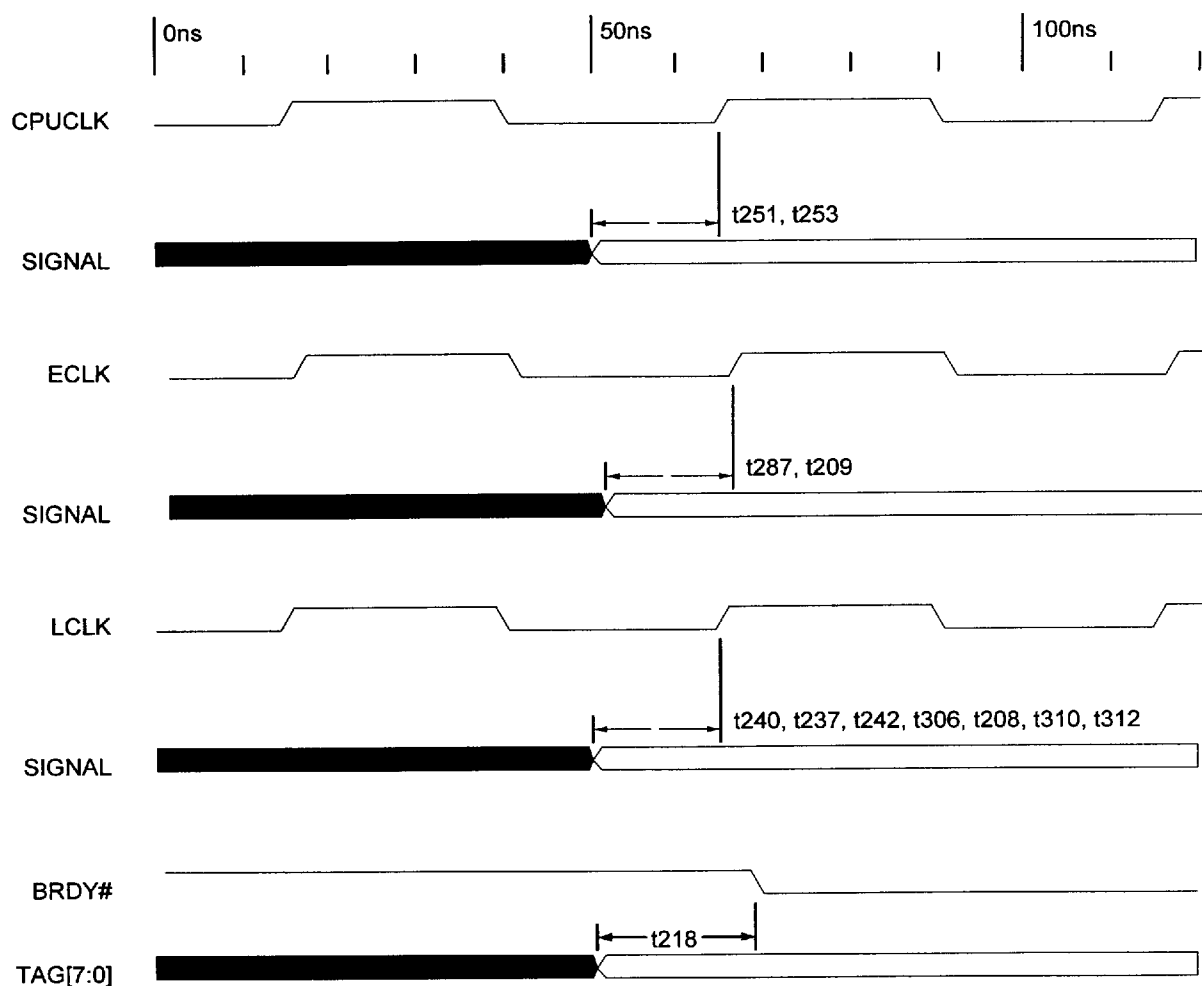 0ns 50ns 100ns
CPUCLK
t251, t253
SIGNAL
ECLK
t287, t209
SIGNAL
LCLK
t240, t237, t242, t306, t208, t310, t312
SIGNAL
BRDY#
t218
TAG[7:0]